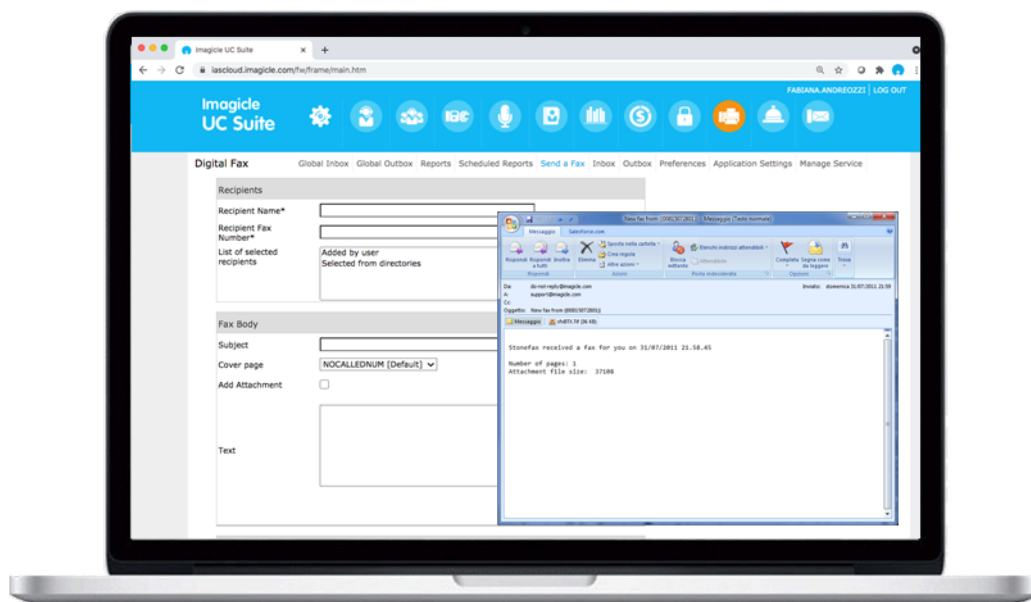 Imagicle UC Suite
iascloud.imagicle.com/fw/frame/main.htm
FABIANA.ANDREOZZI | LOG OUT
Imagicle
UC Suite
Digital Fax
Global Inbox Global Outbox Reports Scheduled Reports Send a Fax Inbox Outbox Preferences Application Settings Manage Service
Recipients
Recipient Name*
Recipient Fax
Number*
List of selected
recipients
Added by user
Selected from directories
Fax Body
Subject
Cover page
NOCALLEDNUM (Default)
Add Attachment
Text
Messaggio Salesforce.com
Rispondi Rispondi Inoltra
a tutti
Elimina
Sposta nella cartella
Crea regola
Altre azioni
Blocca
mittente
Elenchi indirizzi attendibili
Attendibile
Completa Segna come
da leggere
Trova
Rispondi
Azioni
Posta indesiderata
Opzioni
Da: do-not-reply@imagicle.com
Inviato: domenica 31/07/2011 21:59
A: support@imagicle.com
Cc:
Oggetto:
Messaggio
Stonefax received a fax for you on 31/07/2011 21.58.45
Number of pages: 1
Attachment file size: 37108